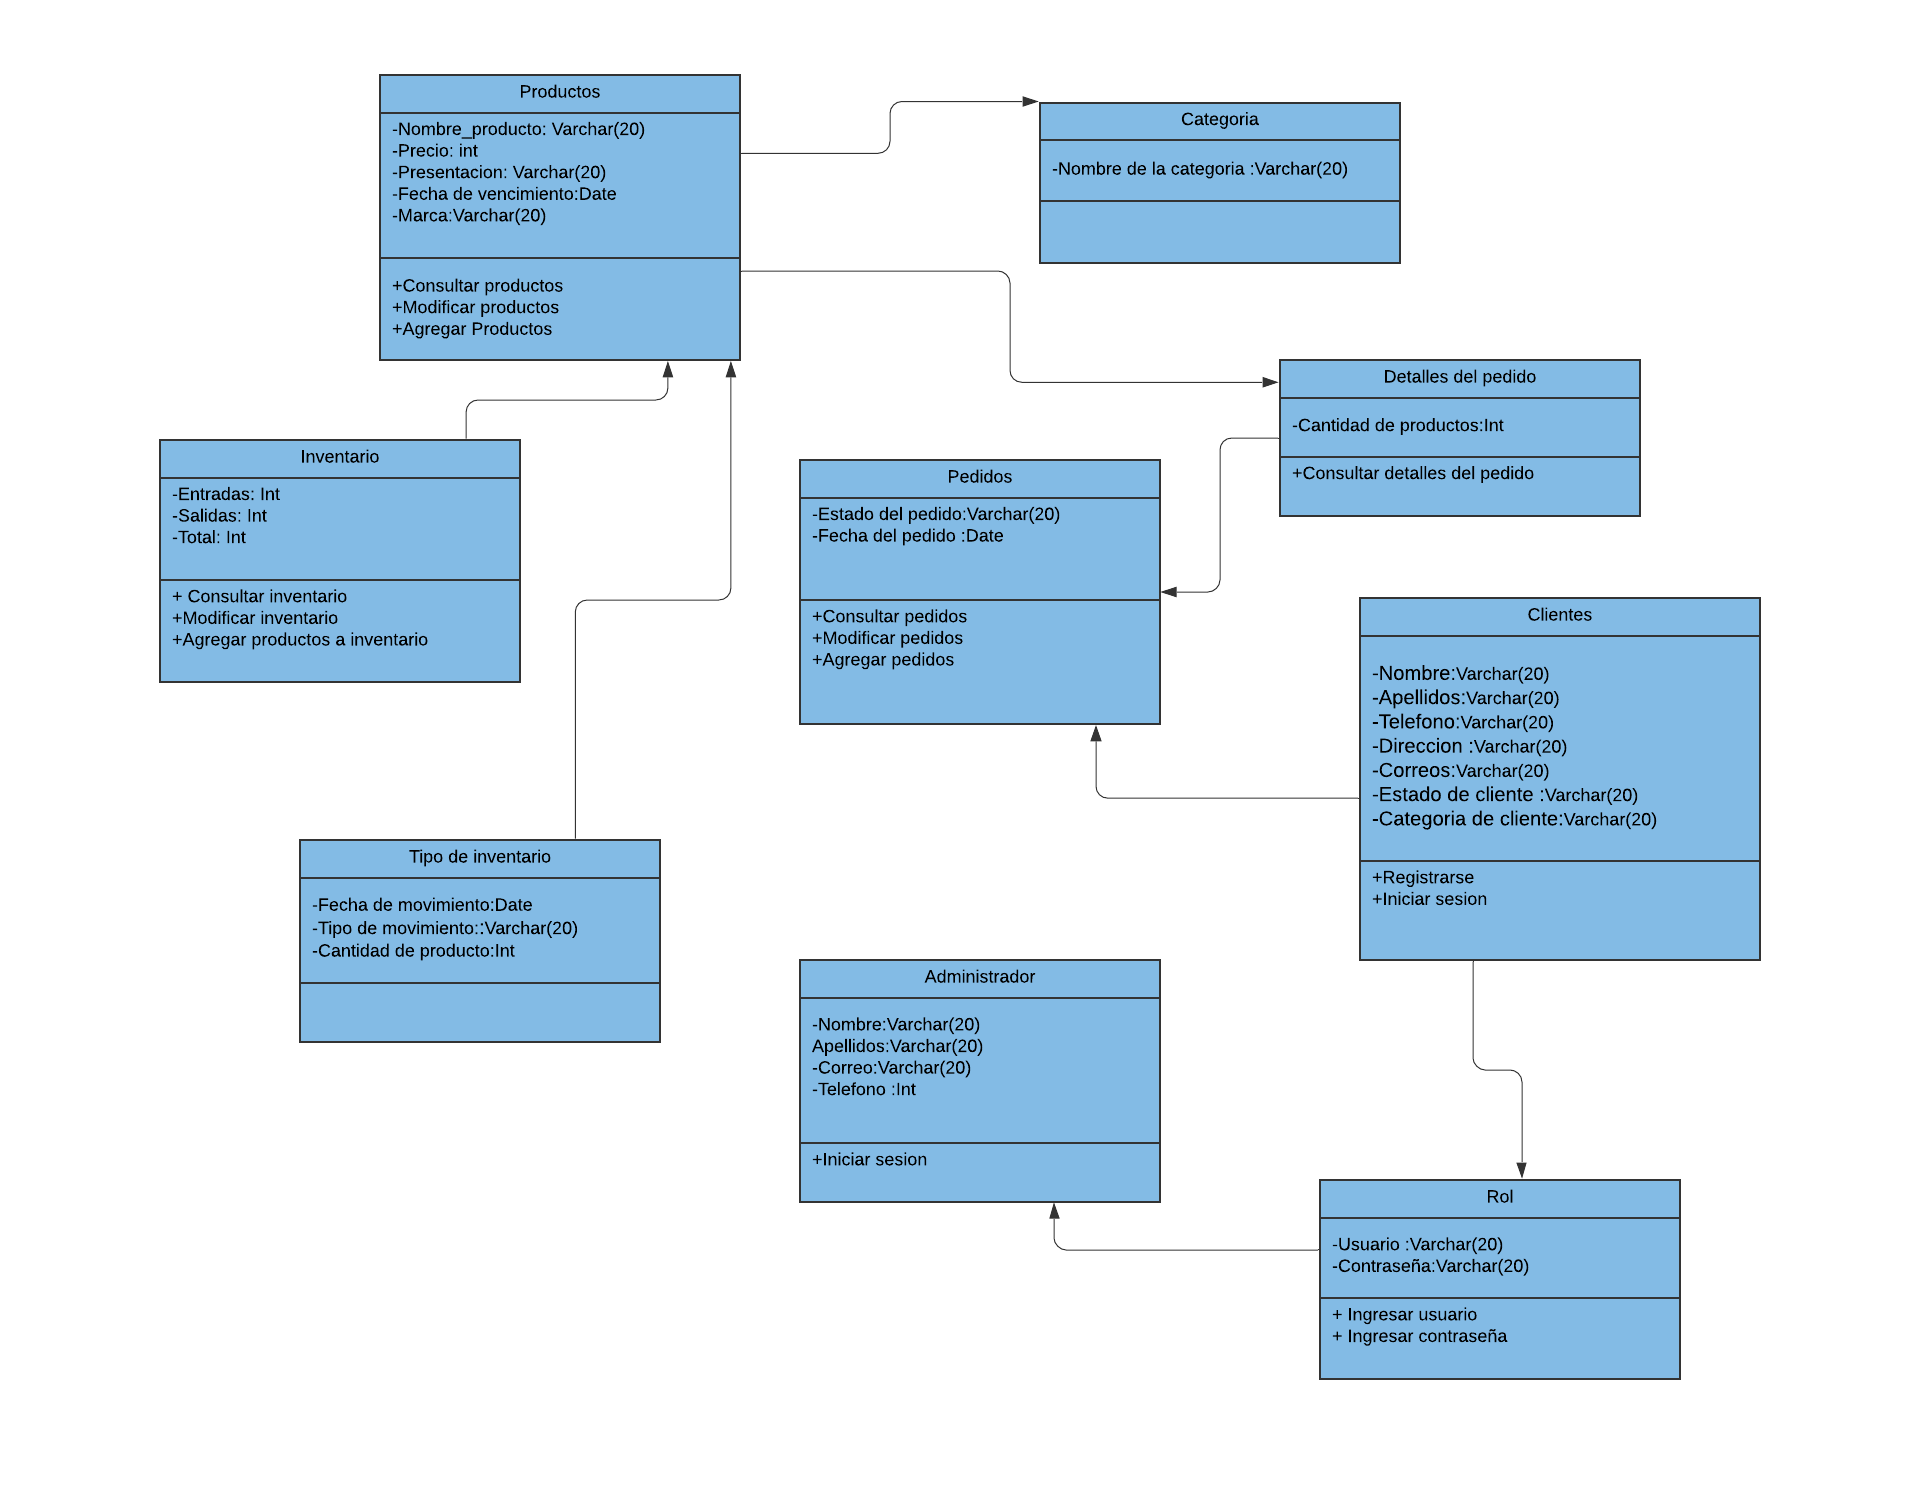 Productos
-Nombre_producto: Varchar(20)
-Precio: int
-Presentacion: Varchar(20)
-Fecha de vencimiento:Date
-Marca:Varchar(20)
+Consultar productos
+Modificar productos
+Agregar Productos
Categoria
-Nombre de la categoria :Varchar(20)
Detalles del pedido
-Cantidad de productos:Int
+Consultar detalles del pedido
Inventario
-Entradas: Int
-Salidas: Int
-Total: Int
+ Consultar inventario
+Modificar inventario
+Agregar productos a inventario
Pedidos
-Estado del pedido:Varchar(20)
-Fecha del pedido :Date
+Consultar pedidos
+Modificar pedidos
+Agregar pedidos
Clientes
-Nombre:Varchar(20)
-Apellidos:Varchar(20)
-Telefono:Varchar(20)
-Direccion :Varchar(20)
-Correos:Varchar(20)
-Estado de cliente :Varchar(20)
-Categoria de cliente:Varchar(20)
+Registrarse
+Iniciar sesion
Tipo de inventario
-Fecha de movimiento:Date
-Tipo de movimiento::Varchar(20)
-Cantidad de producto:Int
Administrador
-Nombre:Varchar(20)
Apellidos:Varchar(20)
-Correo:Varchar(20)
-Telefono :Int
+Iniciar sesion
Rol
-Usuario :Varchar(20)
-Contraseña:Varchar(20)
+ Ingresar usuario
+ Ingresar contraseña